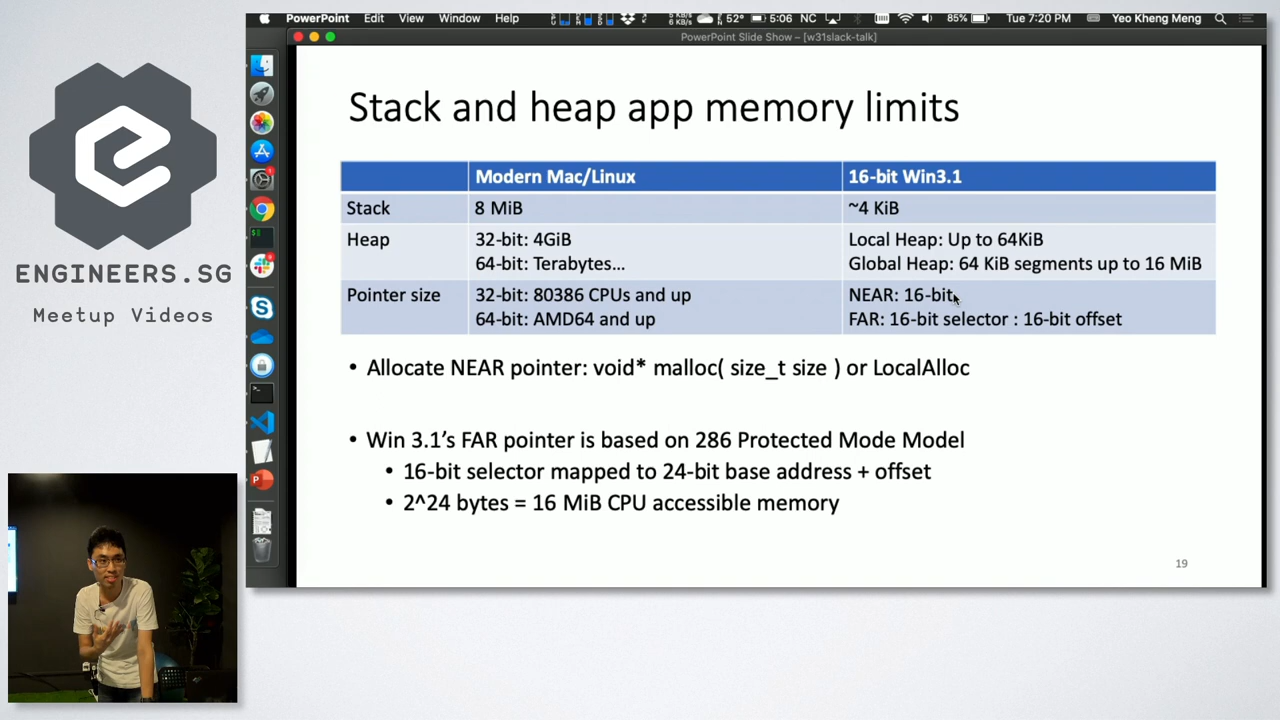 PowerPoint Edit View Window Help
52° 5:06 NC 85% Tue 7:20 PM Yeo Kheng Meng
PowerPoint Slide Show – [w31slack-talk]
ENGINEERS.SG
Meetup Videos
Stack and heap app memory limits
Modern Mac/Linux 16-bit Win3.1
Stack 8 MiB ~4 KiB
Heap 32-bit: 4GiB Local Heap: Up to 64KiB
64-bit: Terabytes... Global Heap: 64 KiB segments up to 16 MiB
Pointer size 32-bit: 80386 CPUs and up NEAR: 16-bit
64-bit: AMD64 and up FAR: 16-bit selector : 16-bit offset
• Allocate NEAR pointer: void* malloc( size_t size ) or LocalAlloc
• Win 3.1's FAR pointer is based on 286 Protected Mode Model
• 16-bit selector mapped to 24-bit base address + offset
• 2^24 bytes = 16 MiB CPU accessible memory
19